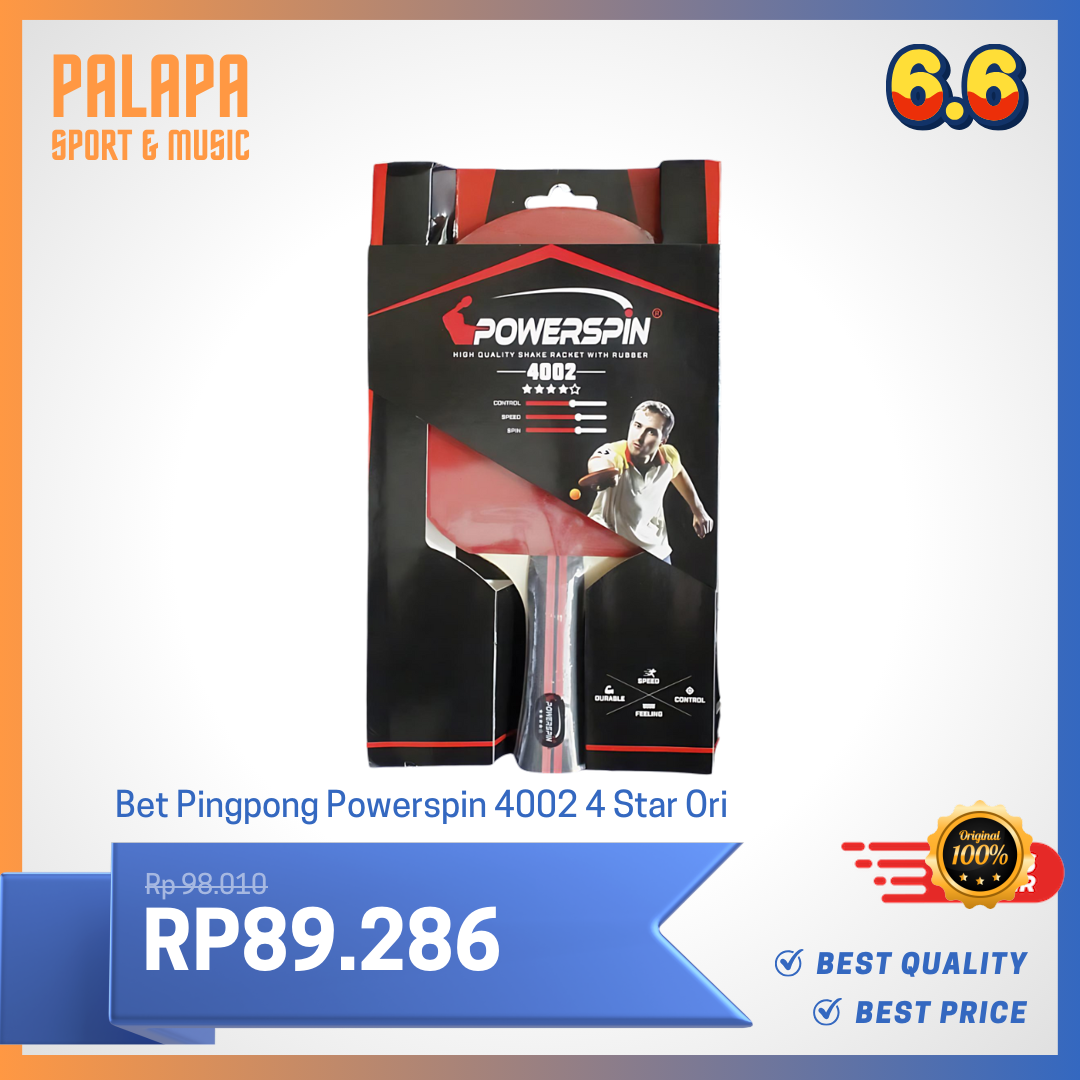 PALAPA
SPORT & MUSIC
6.6
POWERSPIN
HIGH QUALITY SHAKE RACKET WITH RUBBER
4002
CONTROL
SPEED
SPIN
SPEED
DURABLE
CONTROL
FEELING
POWERSPIN
Bet Pingpong Powerspin 4002 4 Star Ori
Rp 98.010
RP89.286
Original
100%
BEST QUALITY
BEST PRICE